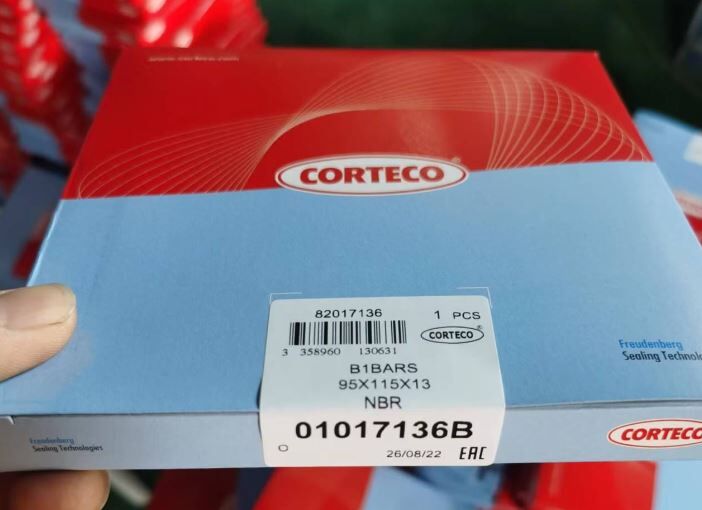 www.corteco.com
CORTECO®
82017136 1 PCS
CORTECO®
3 358960 130631
B1BARS
95X115X13
NBR
01017136B
O 26/08/22 EAC
Freudenberg
Sealing Technolo
Freudenberg
Sealing Technologies
CORTECO